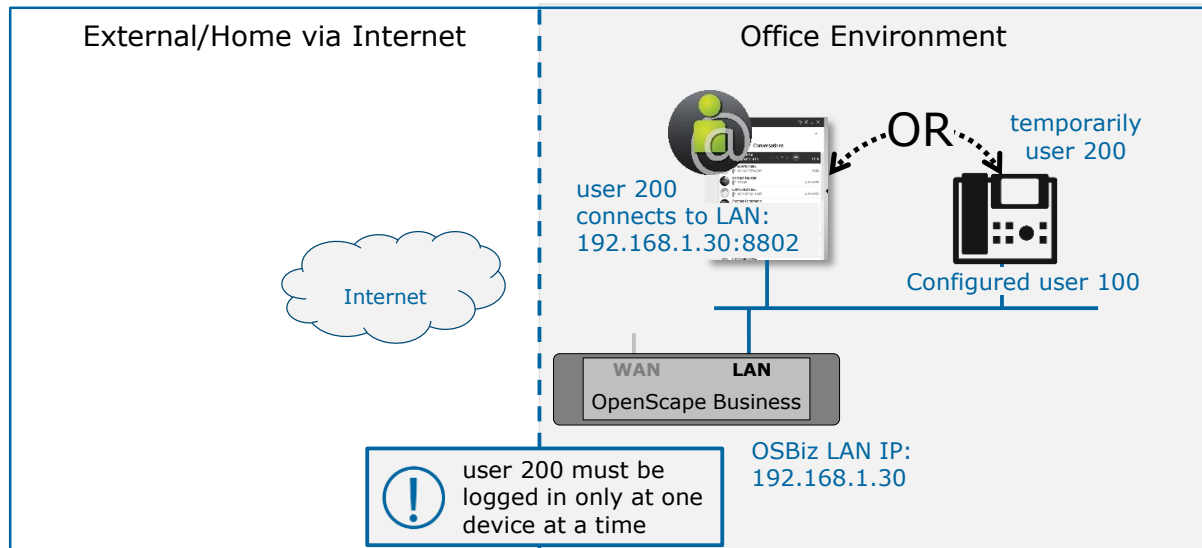 External/Home via Internet
Office Environment
Conversations
OR
temporarily
user 200
@
user 200
connects to LAN:
192.168.1.30:8802
Configured user 100
Internet
WAN
LAN
OpenScape Business
OSBiz LAN IP:
192.168.1.30
!
user 200 must be
logged in only at one
device at a time